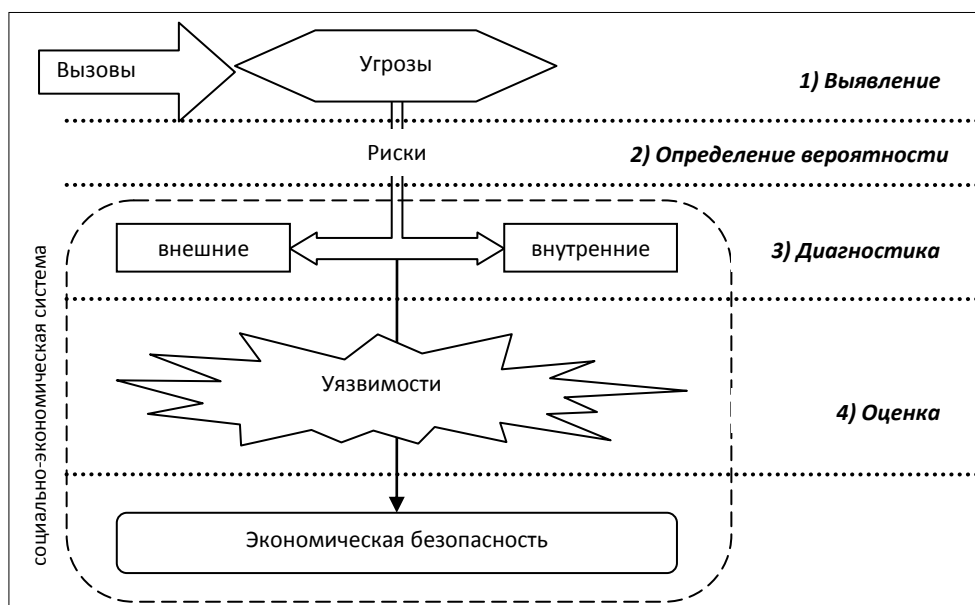 Вызовы
Угрозы
1) Выявление
Риски
2) Определение вероятности
внешние
внутренние
3) Диагностика
Уязвимости
4) Оценка
Экономическая безопасность
социально-экономическая система